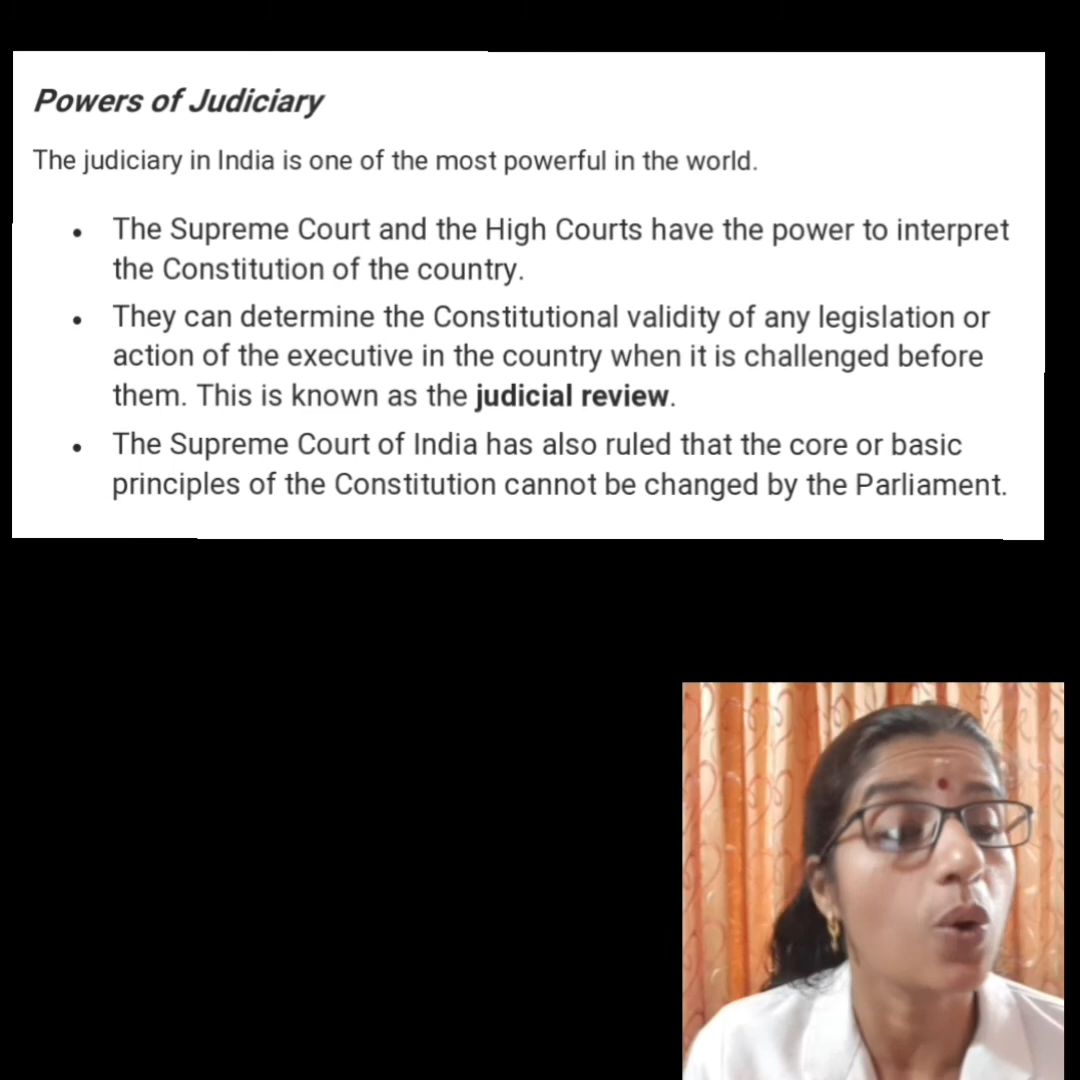 Powers of Judiciary
The judiciary in India is one of the most powerful in the world.
• The Supreme Court and the High Courts have the power to interpret
the Constitution of the country.
• They can determine the Constitutional validity of any legislation or
action of the executive in the country when it is challenged before
them. This is known as the judicial review.
• The Supreme Court of India has also ruled that the core or basic
principles of the Constitution cannot be changed by the Parliament.